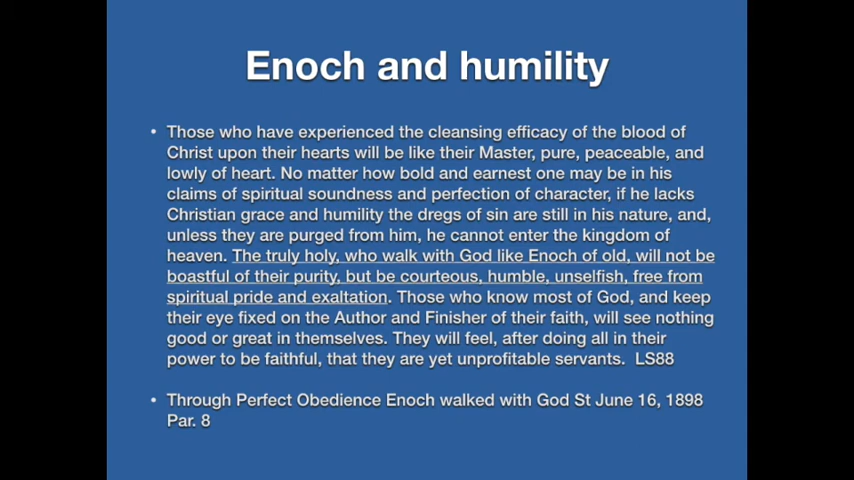 Enoch and humility
• Those who have experienced the cleansing efficacy of the blood of
Christ upon their hearts will be like their Master, pure, peaceable, and
lowly of heart. No matter how bold and earnest one may be in his
claims of spiritual soundness and perfection of character, if he lacks
Christian grace and humility the dregs of sin are still in his nature, and,
unless they are purged from him, he cannot enter the kingdom of
heaven. The truly holy, who walk with God like Enoch of old, will not be
boastful of their purity, but be courteous, humble, unselfish, free from
spiritual pride and exaltation. Those who know most of God, and keep
their eye fixed on the Author and Finisher of their faith, will see nothing
good or great in themselves. They will feel, after doing all in their
power to be faithful, that they are yet unprofitable servants. LS88
• Through Perfect Obedience Enoch walked with God St June 16, 1898
Par. 8